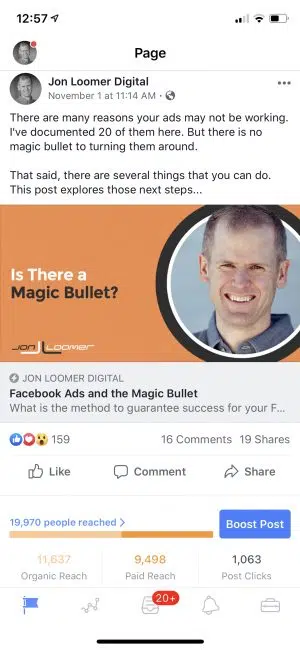 12:57
Page
Jon Loomer Digital
November 1 at 11:14 AM ·
There are many reasons your ads may not be working.
I've documented 20 of them here. But there is no
magic bullet to turning them around.
That said, there are several things that you can do.
This post explores those next steps...
Is There a
Magic Bullet?
JON LOOMER
JON LOOMER DIGITAL
Facebook Ads and the Magic Bullet
What is the method to guarantee success for your F...
159
16 Comments 19 Shares
Like Comment Share
19,970 people reached >
Boost Post
11,637 9,498 1,063
Organic Reach Paid Reach Post Clicks
20+